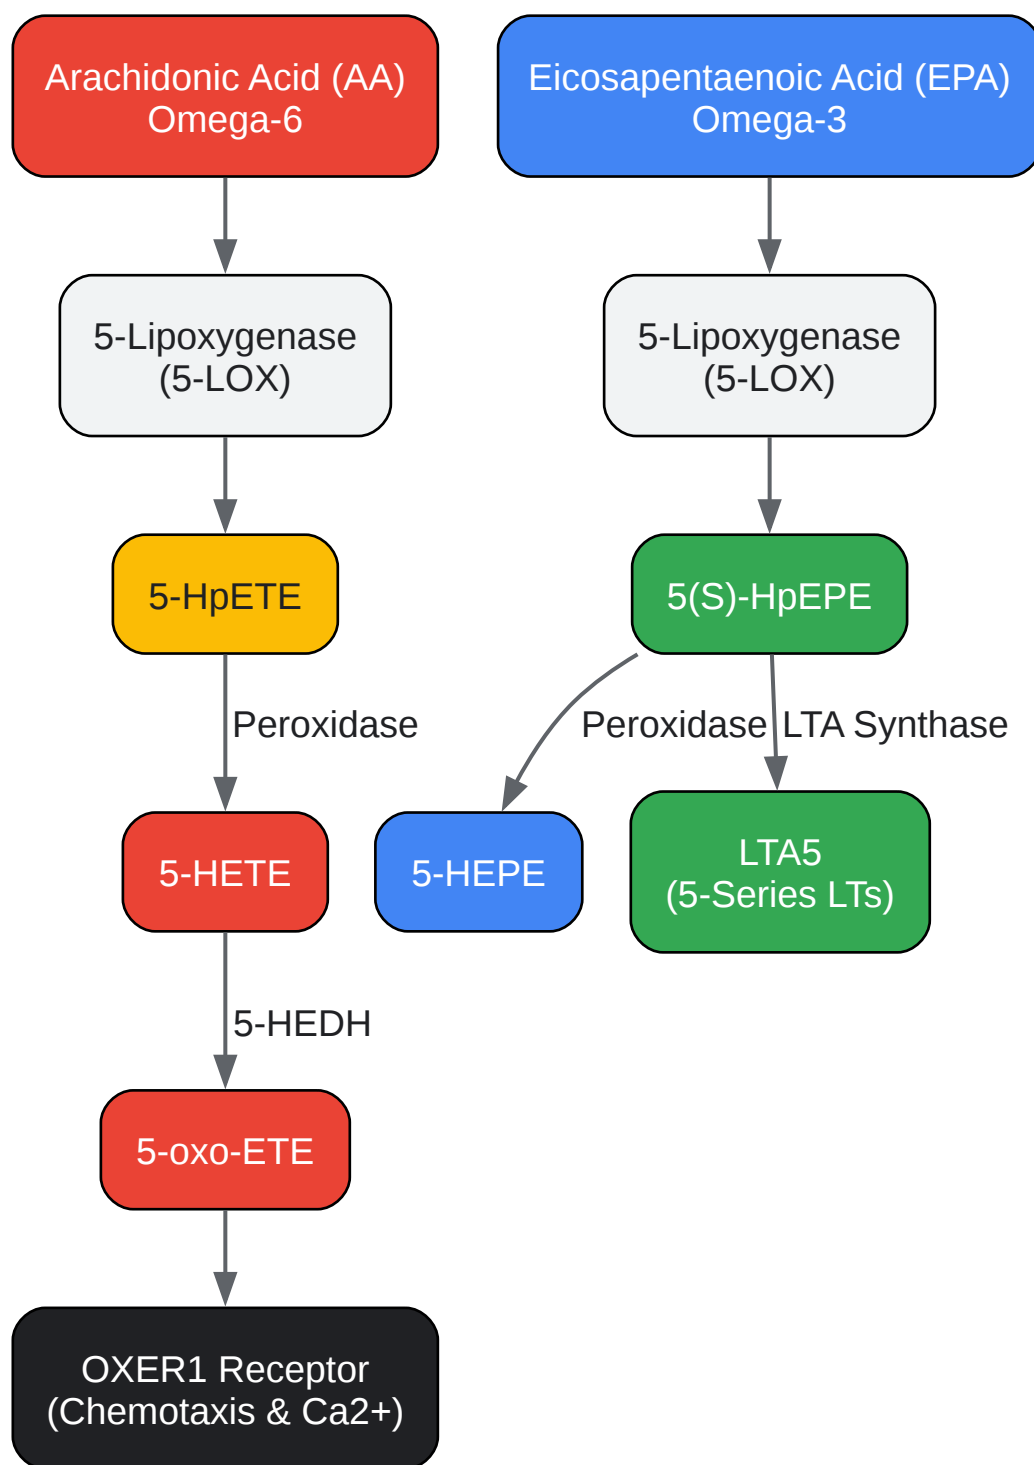 Arachidonic Acid (AA)
Omega-6
Eicosapentaenoic Acid (EPA)
Omega-3
5-Lipoxygenase
(5-LOX)
5-Lipoxygenase
(5-LOX)
5-HpETE
5(S)-HpEPE
Peroxidase
Peroxidase
LTA Synthase
5-HETE
5-HEPE
LTA5
(5-Series LTs)
5-HEDH
5-oxo-ETE
OXER1 Receptor
(Chemotaxis & Ca2+)